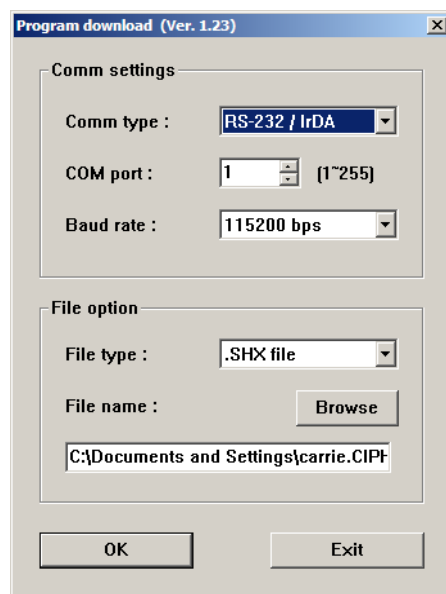 Program download (Ver. 1.23)
Comm settings
Comm type : RS-232 / IrDA
COM port : 1 (1~255)
Baud rate : 115200 bps
File option
File type : .SHX file
File name : Browse
C:\Documents and Settings\carrie.CIPH
OK Exit